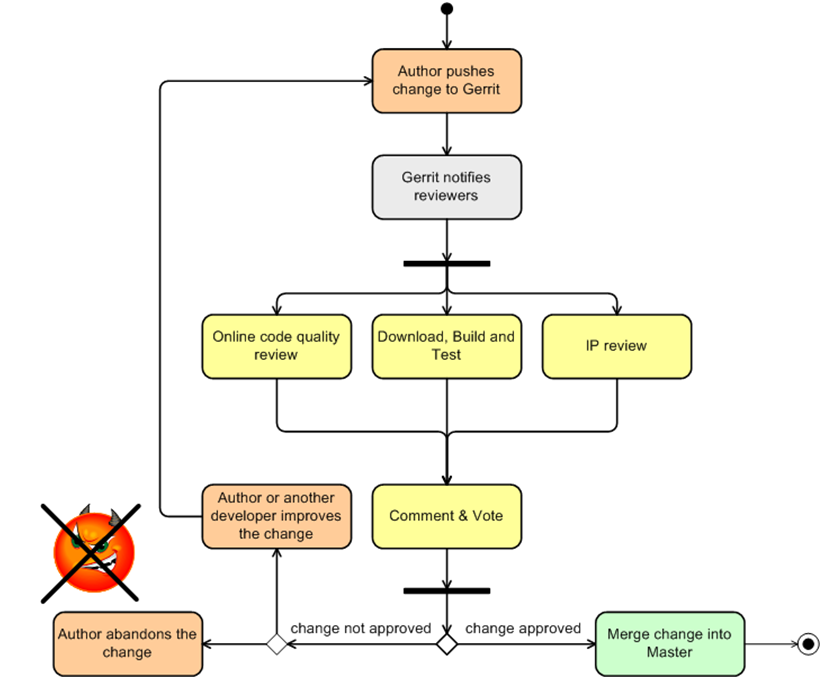 Author pushes
change to Gerrit
Gerrit notifies
reviewers
Online code quality
review
Download, Build and
Test
IP review
Author or another
developer improves
the change
Comment & Vote
change not approved
change approved
Author abandons the
change
Merge change into
Master